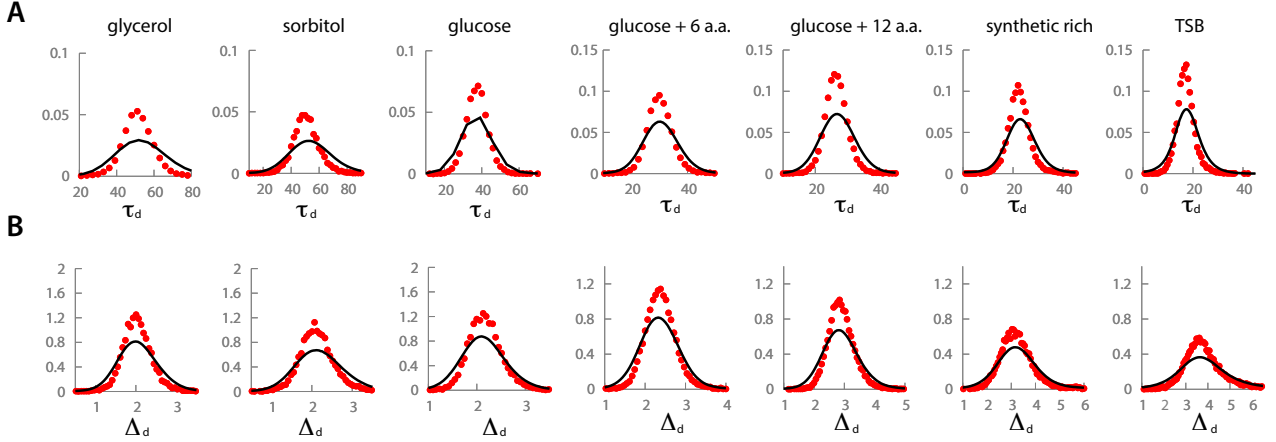 A
glycerol sorbitol glucose glucose + 6 a.a. glucose + 12 a.a. synthetic rich TSB
0.1 0.1 0.1 0.15 0.15 0.15 0.15
0.1 0.1 0.1 0.1
0.05 0.05 0.05 0.05 0.05 0.05 0.05
0 0 0 0 0 0 0
20 40 60 80 20 40 60 80 20 40 60 20 40 20 40 0 20 40 0 20 40
τd τd τd τd τd τd τd
B
2 2 2 1.2 1.2 1.2 1.2
1.6 1.6 1.6
1.2 1.2 1.2 0.8 0.8 0.8 0.8
0.8 0.8 0.8 0.4 0.4 0.4 0.4
0.4 0.4 0.4
0 0 0 0 0 0 0
1 2 3 1 2 3 1 2 3 1 2 3 4 1 2 3 4 5 1 2 3 4 5 6 1 2 3 4 5 6
Δd Δd Δd Δd Δd Δd Δd